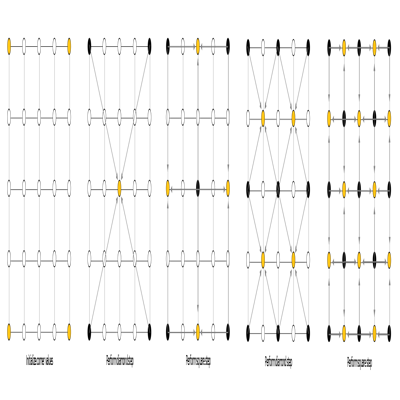 Initialize corner values
Perform diamond step
Perform square step
Perform diamond step
Perform square step